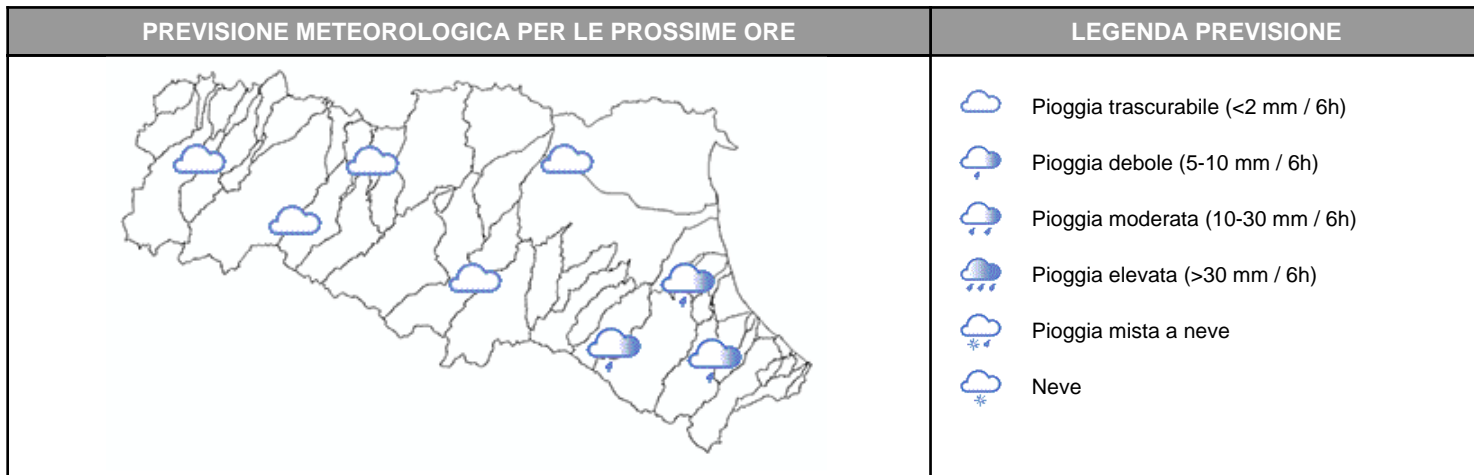 PREVISIONE METEOROLOGICA PER LE PROSSIME ORE
LEGENDA PREVISIONE
Pioggia trascurabile (<2 mm / 6h)
Pioggia debole (5-10 mm / 6h)
Pioggia moderata (10-30 mm / 6h)
Pioggia elevata (>30 mm / 6h)
Pioggia mista a neve
Neve